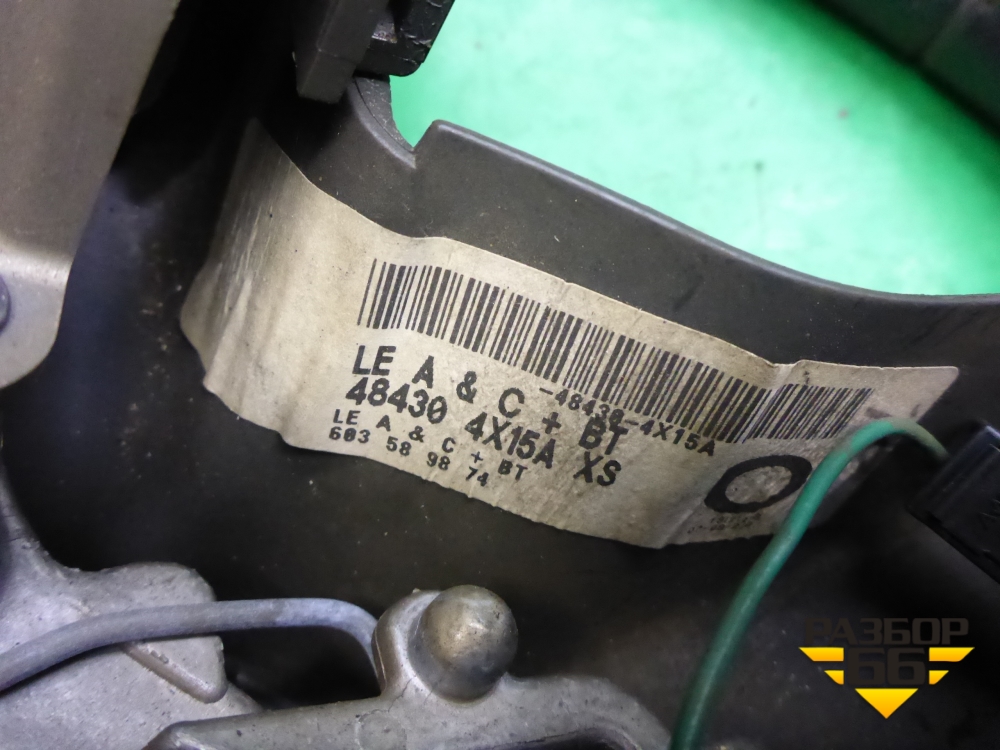 -48430-4X15A
LE A & C + BT
48430 4X15A XS
LE A & C + BT
603 58 98 74
РАЗБОР
66